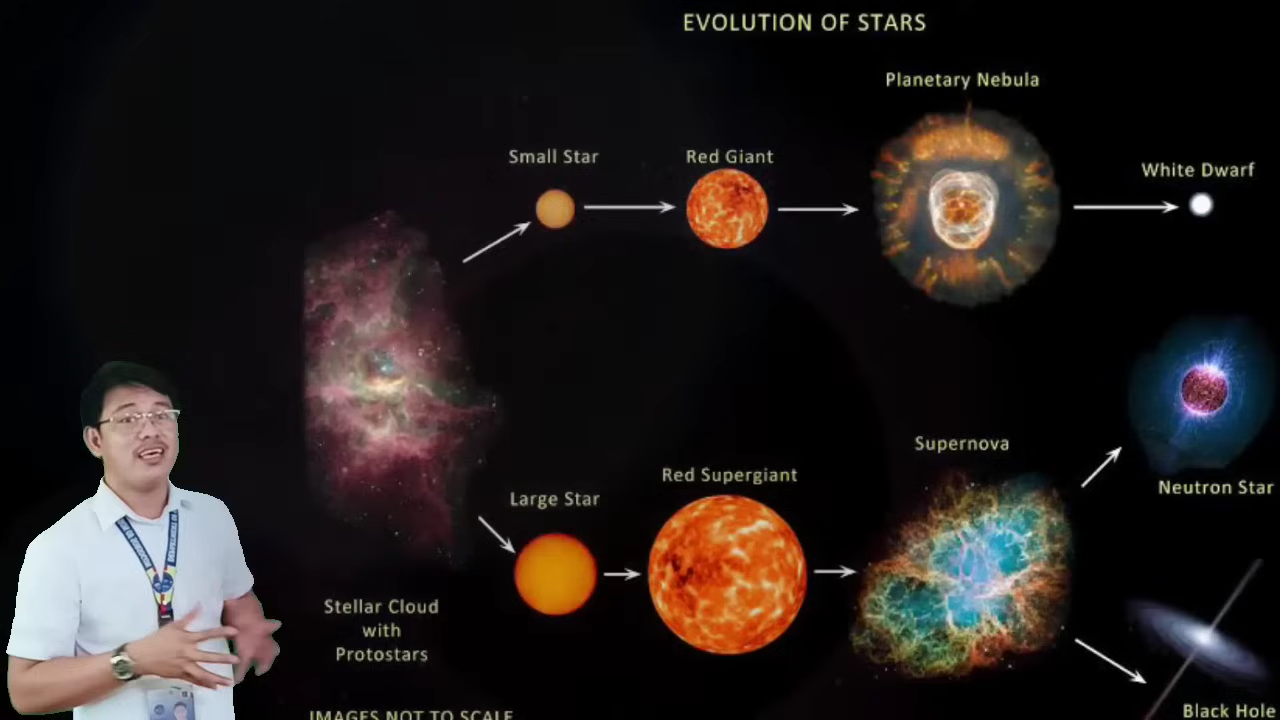 EVOLUTION OF STARS
Planetary Nebula
Small Star
Red Giant
White Dwarf
Supernova
Neutron Star
Red Supergiant
Large Star
Stellar Cloud
with
Protostars
Black Hole
IMAGES NOT TO SCALE